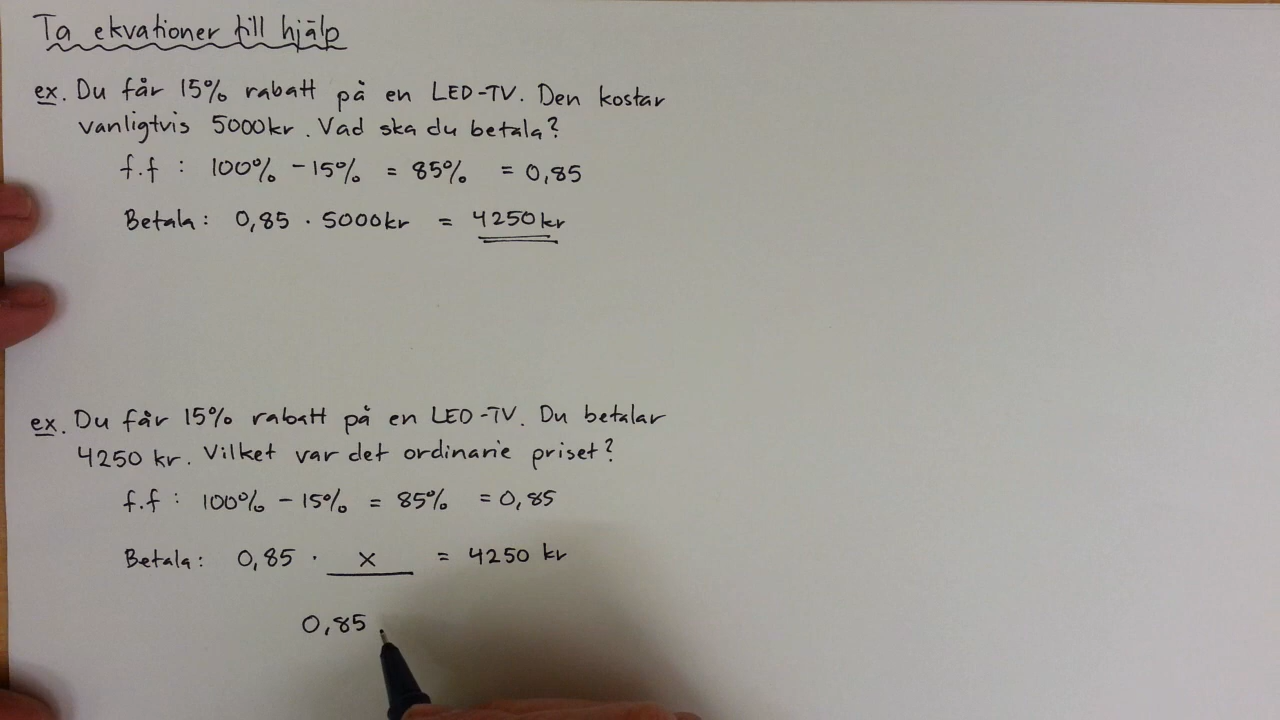 Ta ekvationer till hjälp
ex. Du får 15% rabatt på en LED-TV. Den kostar
vanligtvis 5000kr. Vad ska du betala?
f.f : 100% - 15% = 85% = 0,85
Betala: 0,85 · 5000kr = 4250kr
ex. Du får 15% rabatt på en LED-TV. Du betalar
4250 kr. Vilket var det ordinarie priset?
f.f : 100% - 15% = 85% = 0,85
Betala: 0,85 · x = 4250 kr
0,85